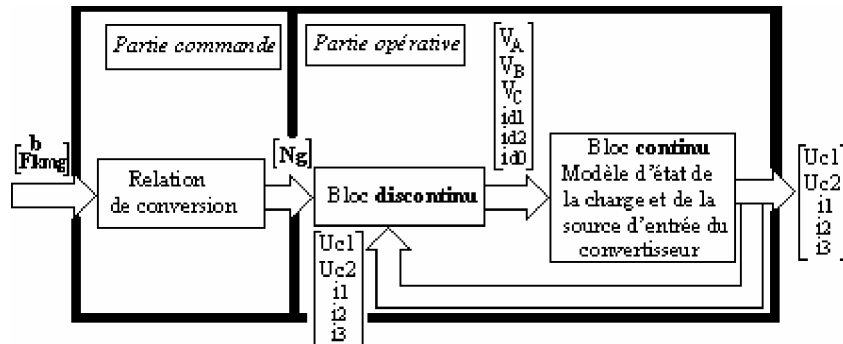 Partie commande
Partie opérative
V_A
V_B
V_C
id1
id2
id0
b
Fkmg
[Ng]
Relation
de conversion
Bloc discontinu
Bloc continu
Modèle d'état de
la charge et de la
source d'entrée du
convertisseur
Uc1
Uc2
i1
i2
i3
Uc1
Uc2
i1
i2
i3